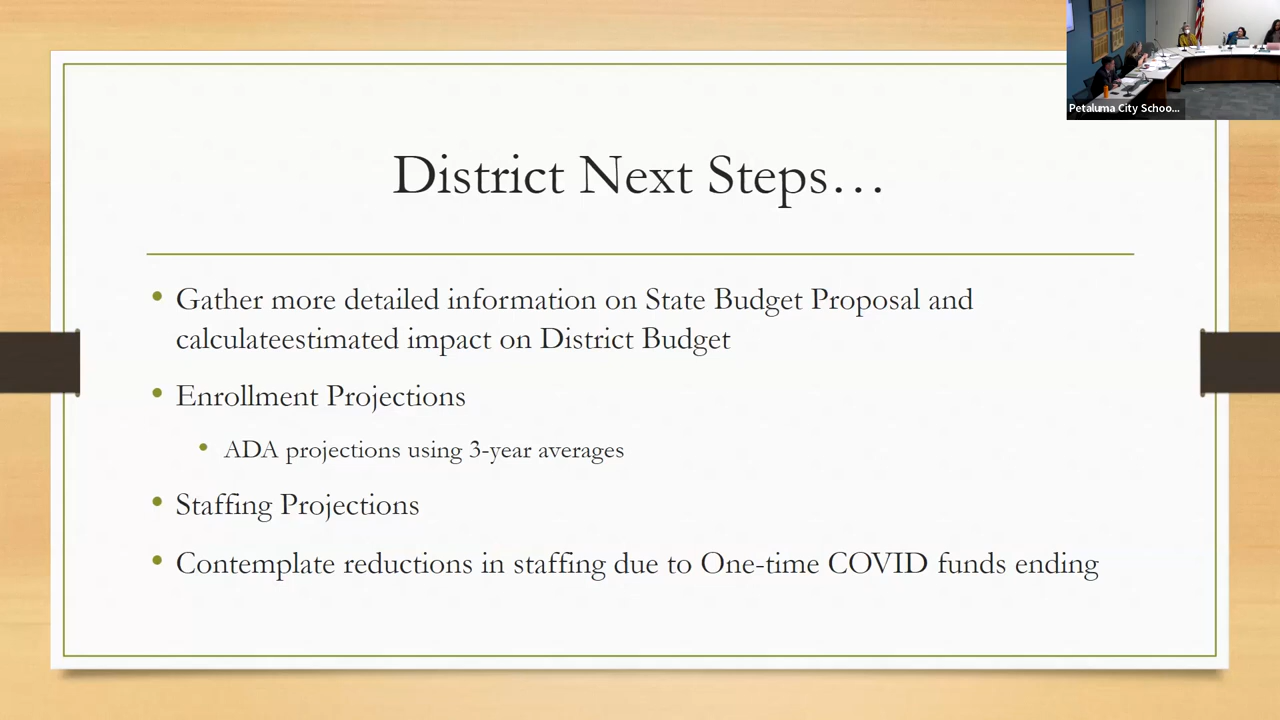 Petaluma City Schoo...
District Next Steps…
• Gather more detailed information on State Budget Proposal and
calculateestimated impact on District Budget
• Enrollment Projections
• ADA projections using 3-year averages
• Staffing Projections
• Contemplate reductions in staffing due to One-time COVID funds ending